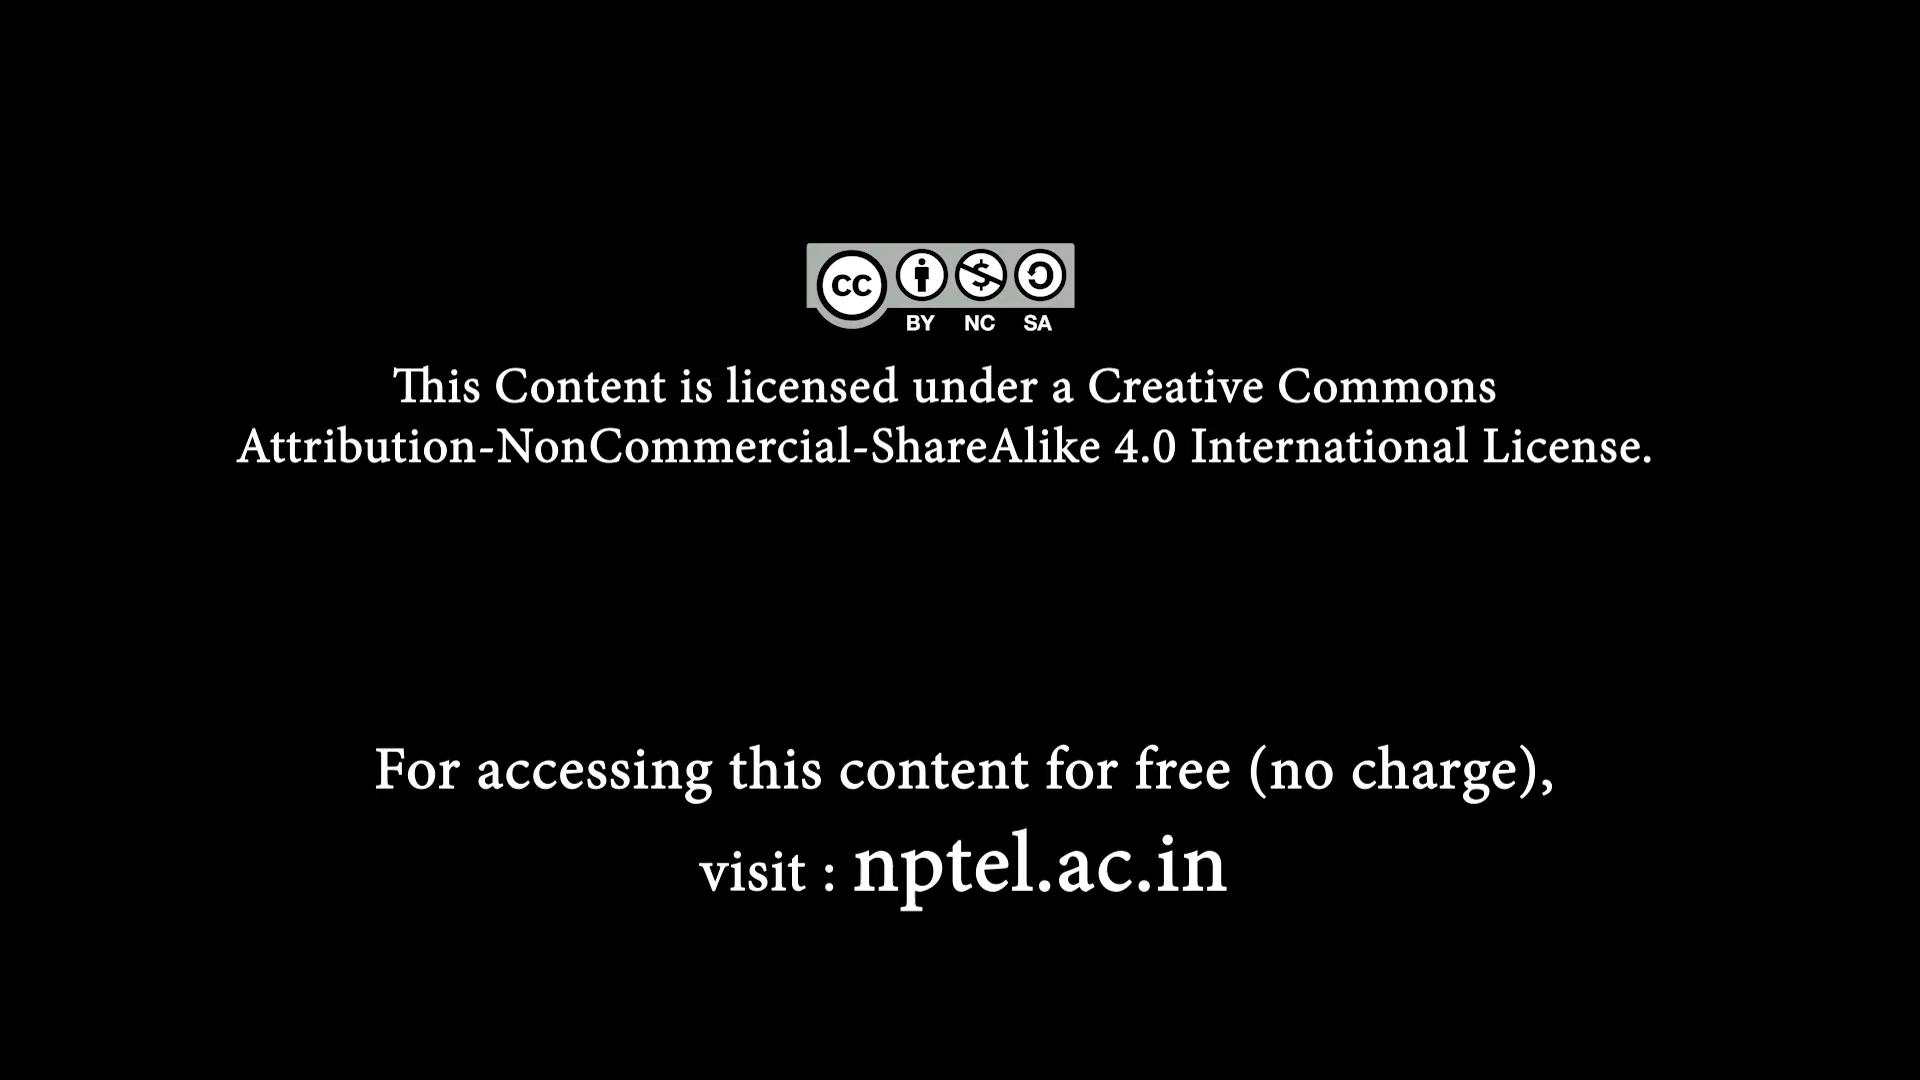 cc
BY NC SA
This Content is licensed under a Creative Commons
Attribution-NonCommercial-ShareAlike 4.0 International License.
For accessing this content for free (no charge),
visit : nptel.ac.in